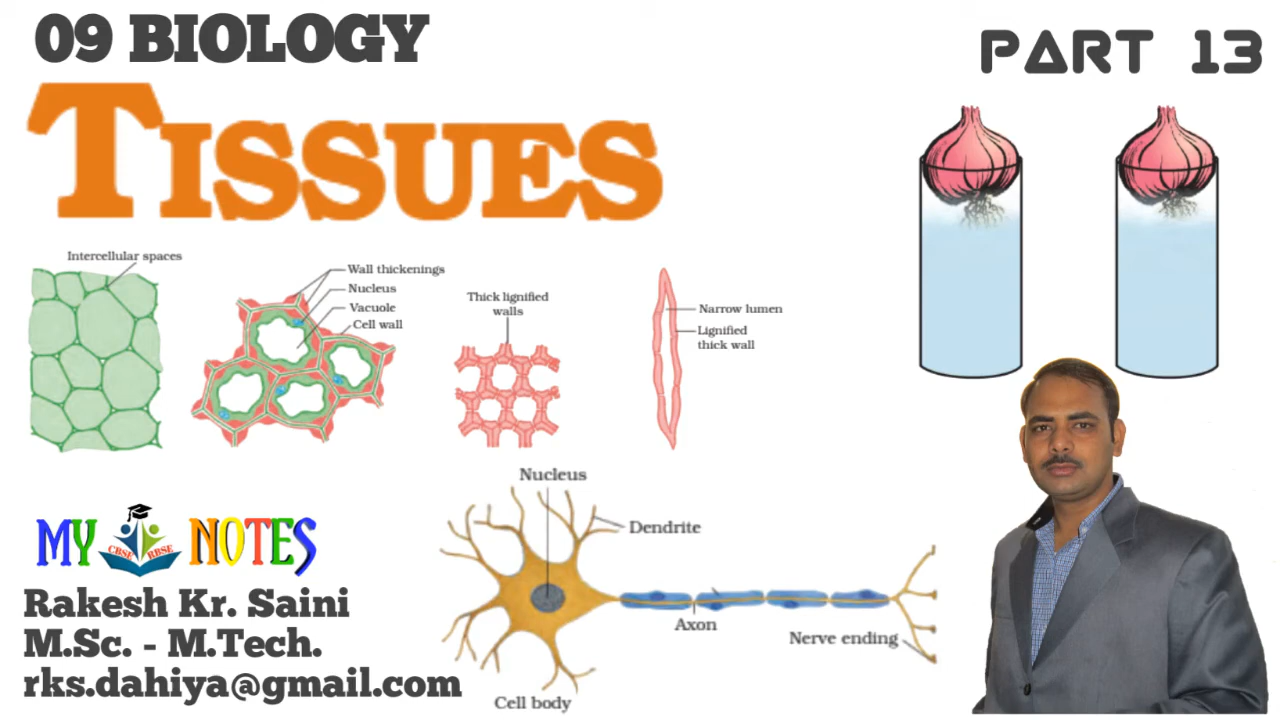 09 BIOLOGY
PART 13
TISSUES
Intercellular spaces
Wall thickenings
Nucleus
Vacuole
Cell wall
Thick lignified
walls
Narrow lumen
Lignified
thick wall
Nucleus
Dendrite
Axon
Nerve ending
Cell body
MY NOTES
CBSE RBSE
Rakesh Kr. Saini
M.Sc. - M.Tech.
rks.dahiya@gmail.com